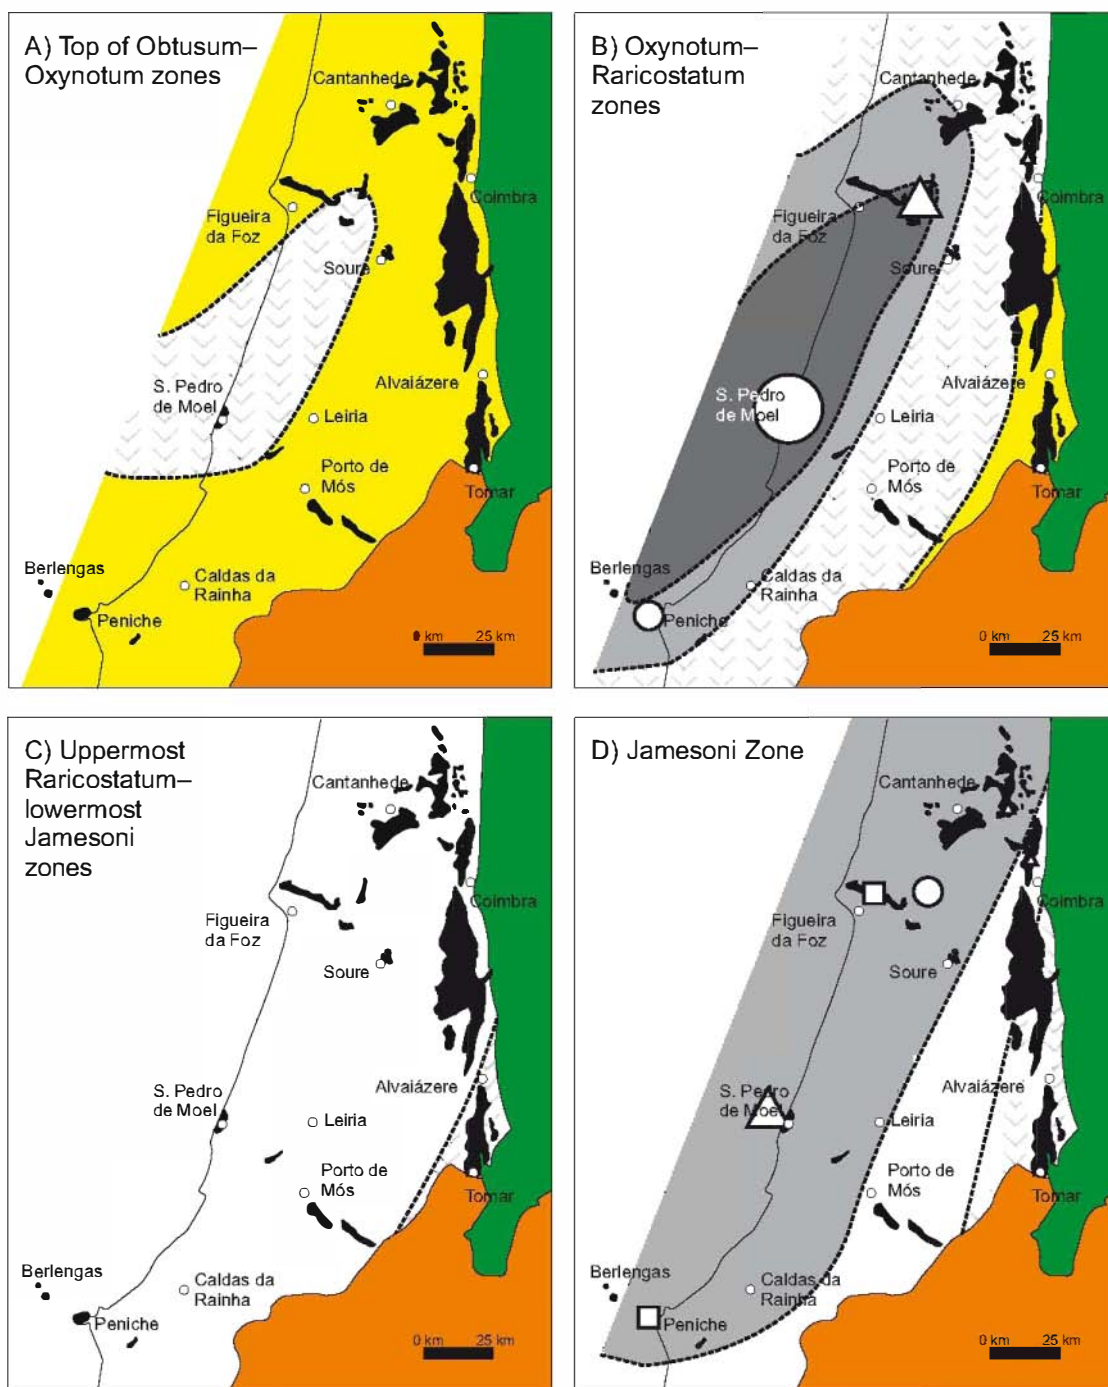 A) Top of Obtusum–
Oxynotum zones
Cantanhede
Coimbra
Figueira
da Foz
Soure
S. Pedro
de Moel
Alvaiázere
Leiria
Porto de
Mós
Tomar
Berlengas
Caldas da
Rainha
Peniche
0 km 25 km
B) Oxynotum–
Raricostatum
zones
Cantanhede
Coimbra
Figueira
da Foz
Soure
S. Pedro
de Moel
Alvaiázere
Leiria
Porto de
Mós
Tomar
Berlengas
Caldas da
Rainha
Peniche
0 km 25 km
C) Uppermost
Raricostatum–
lowermost
Jamesoni
zones
Cantanhede
Coimbra
Figueira
da Foz
Soure
S. Pedro
de Moel
Alvaiázere
Leiria
Porto de
Mós
Tomar
Berlengas
Caldas da
Rainha
Peniche
0 km 25 km
D) Jamesoni Zone
Cantanhede
Coimbra
Figueira
da Foz
Soure
S. Pedro
de Moel
Alvaiázere
Leiria
Porto de
Mós
Tomar
Berlengas
Caldas da
Rainha
Peniche
0 km 25 km